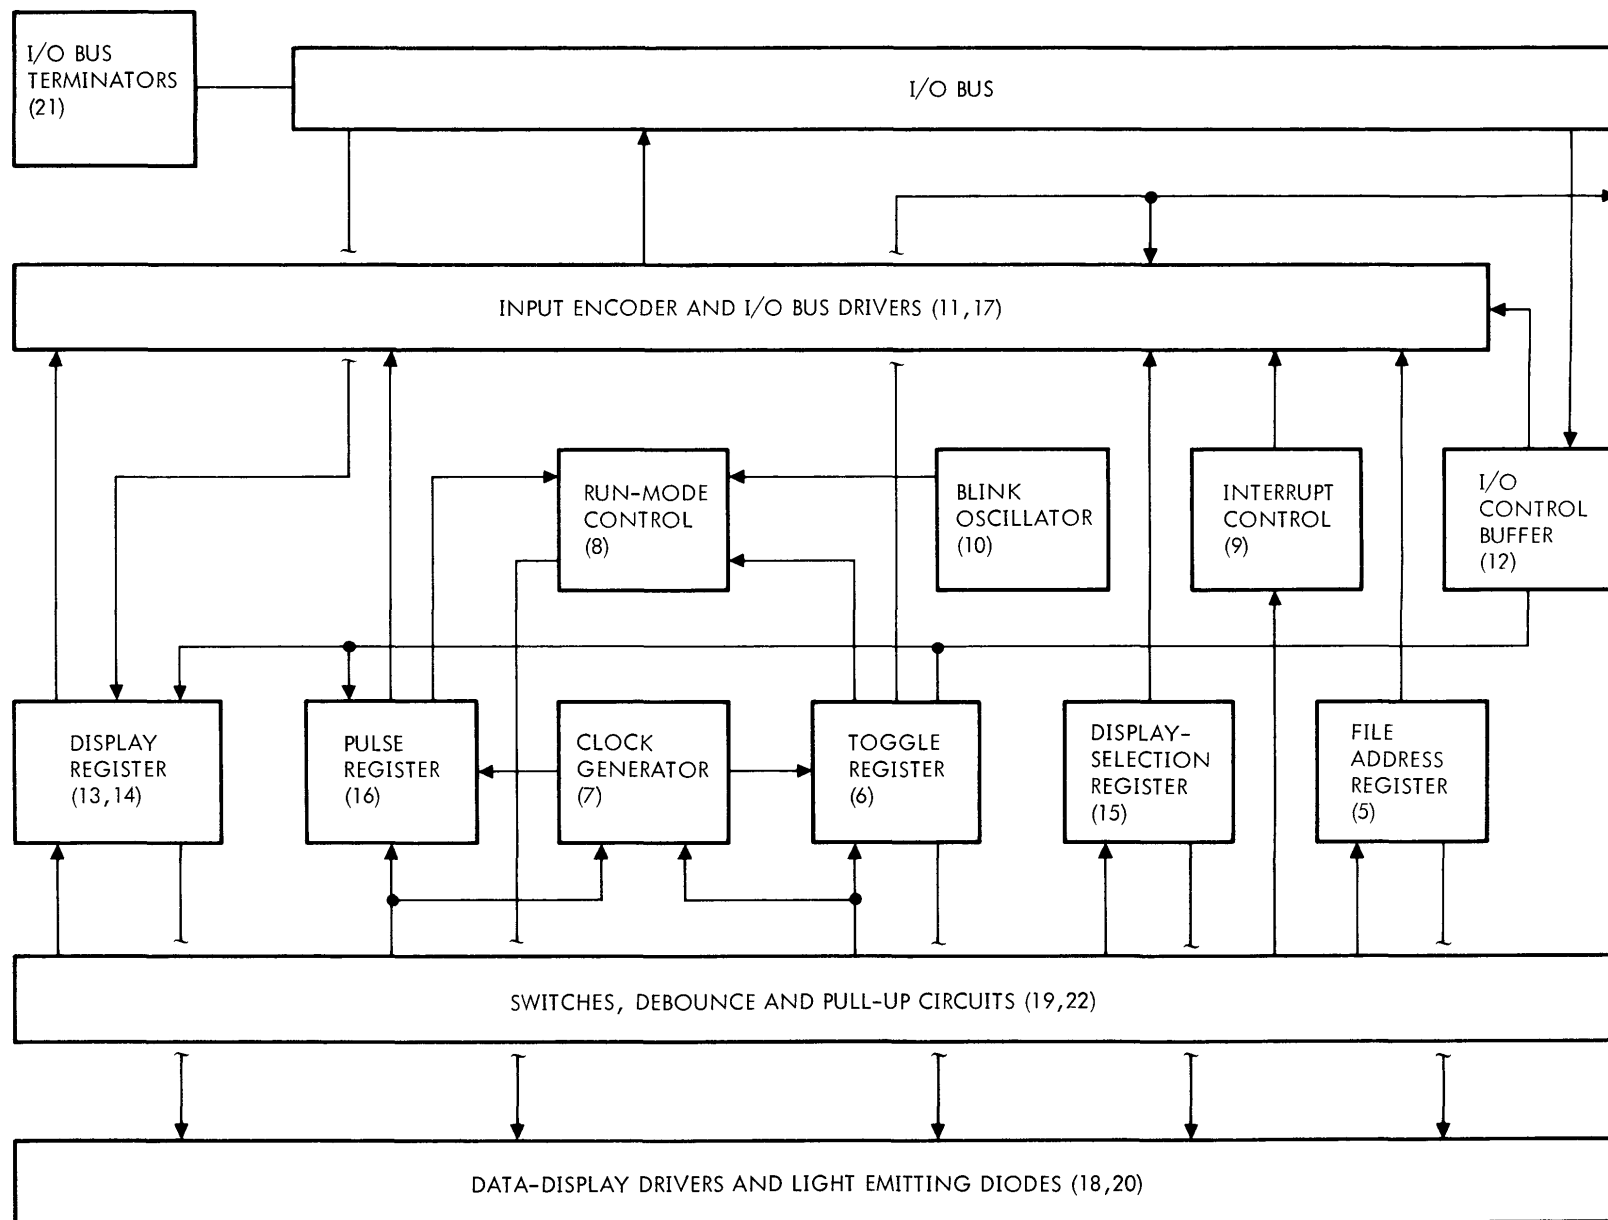 I/O BUS
TERMINATORS
(21)
I/O BUS
INPUT ENCODER AND I/O BUS DRIVERS (11,17)
RUN-MODE
CONTROL
(8)
BLINK
OSCILLATOR
(10)
INTERRUPT
CONTROL
(9)
I/O
CONTROL
BUFFER
(12)
DISPLAY
REGISTER
(13,14)
PULSE
REGISTER
(16)
CLOCK
GENERATOR
(7)
TOGGLE
REGISTER
(6)
DISPLAY-
SELECTION
REGISTER
(15)
FILE
ADDRESS
REGISTER
(5)
SWITCHES, DEBOUNCE AND PULL-UP CIRCUITS (19,22)
DATA-DISPLAY DRIVERS AND LIGHT EMITTING DIODES (18,20)